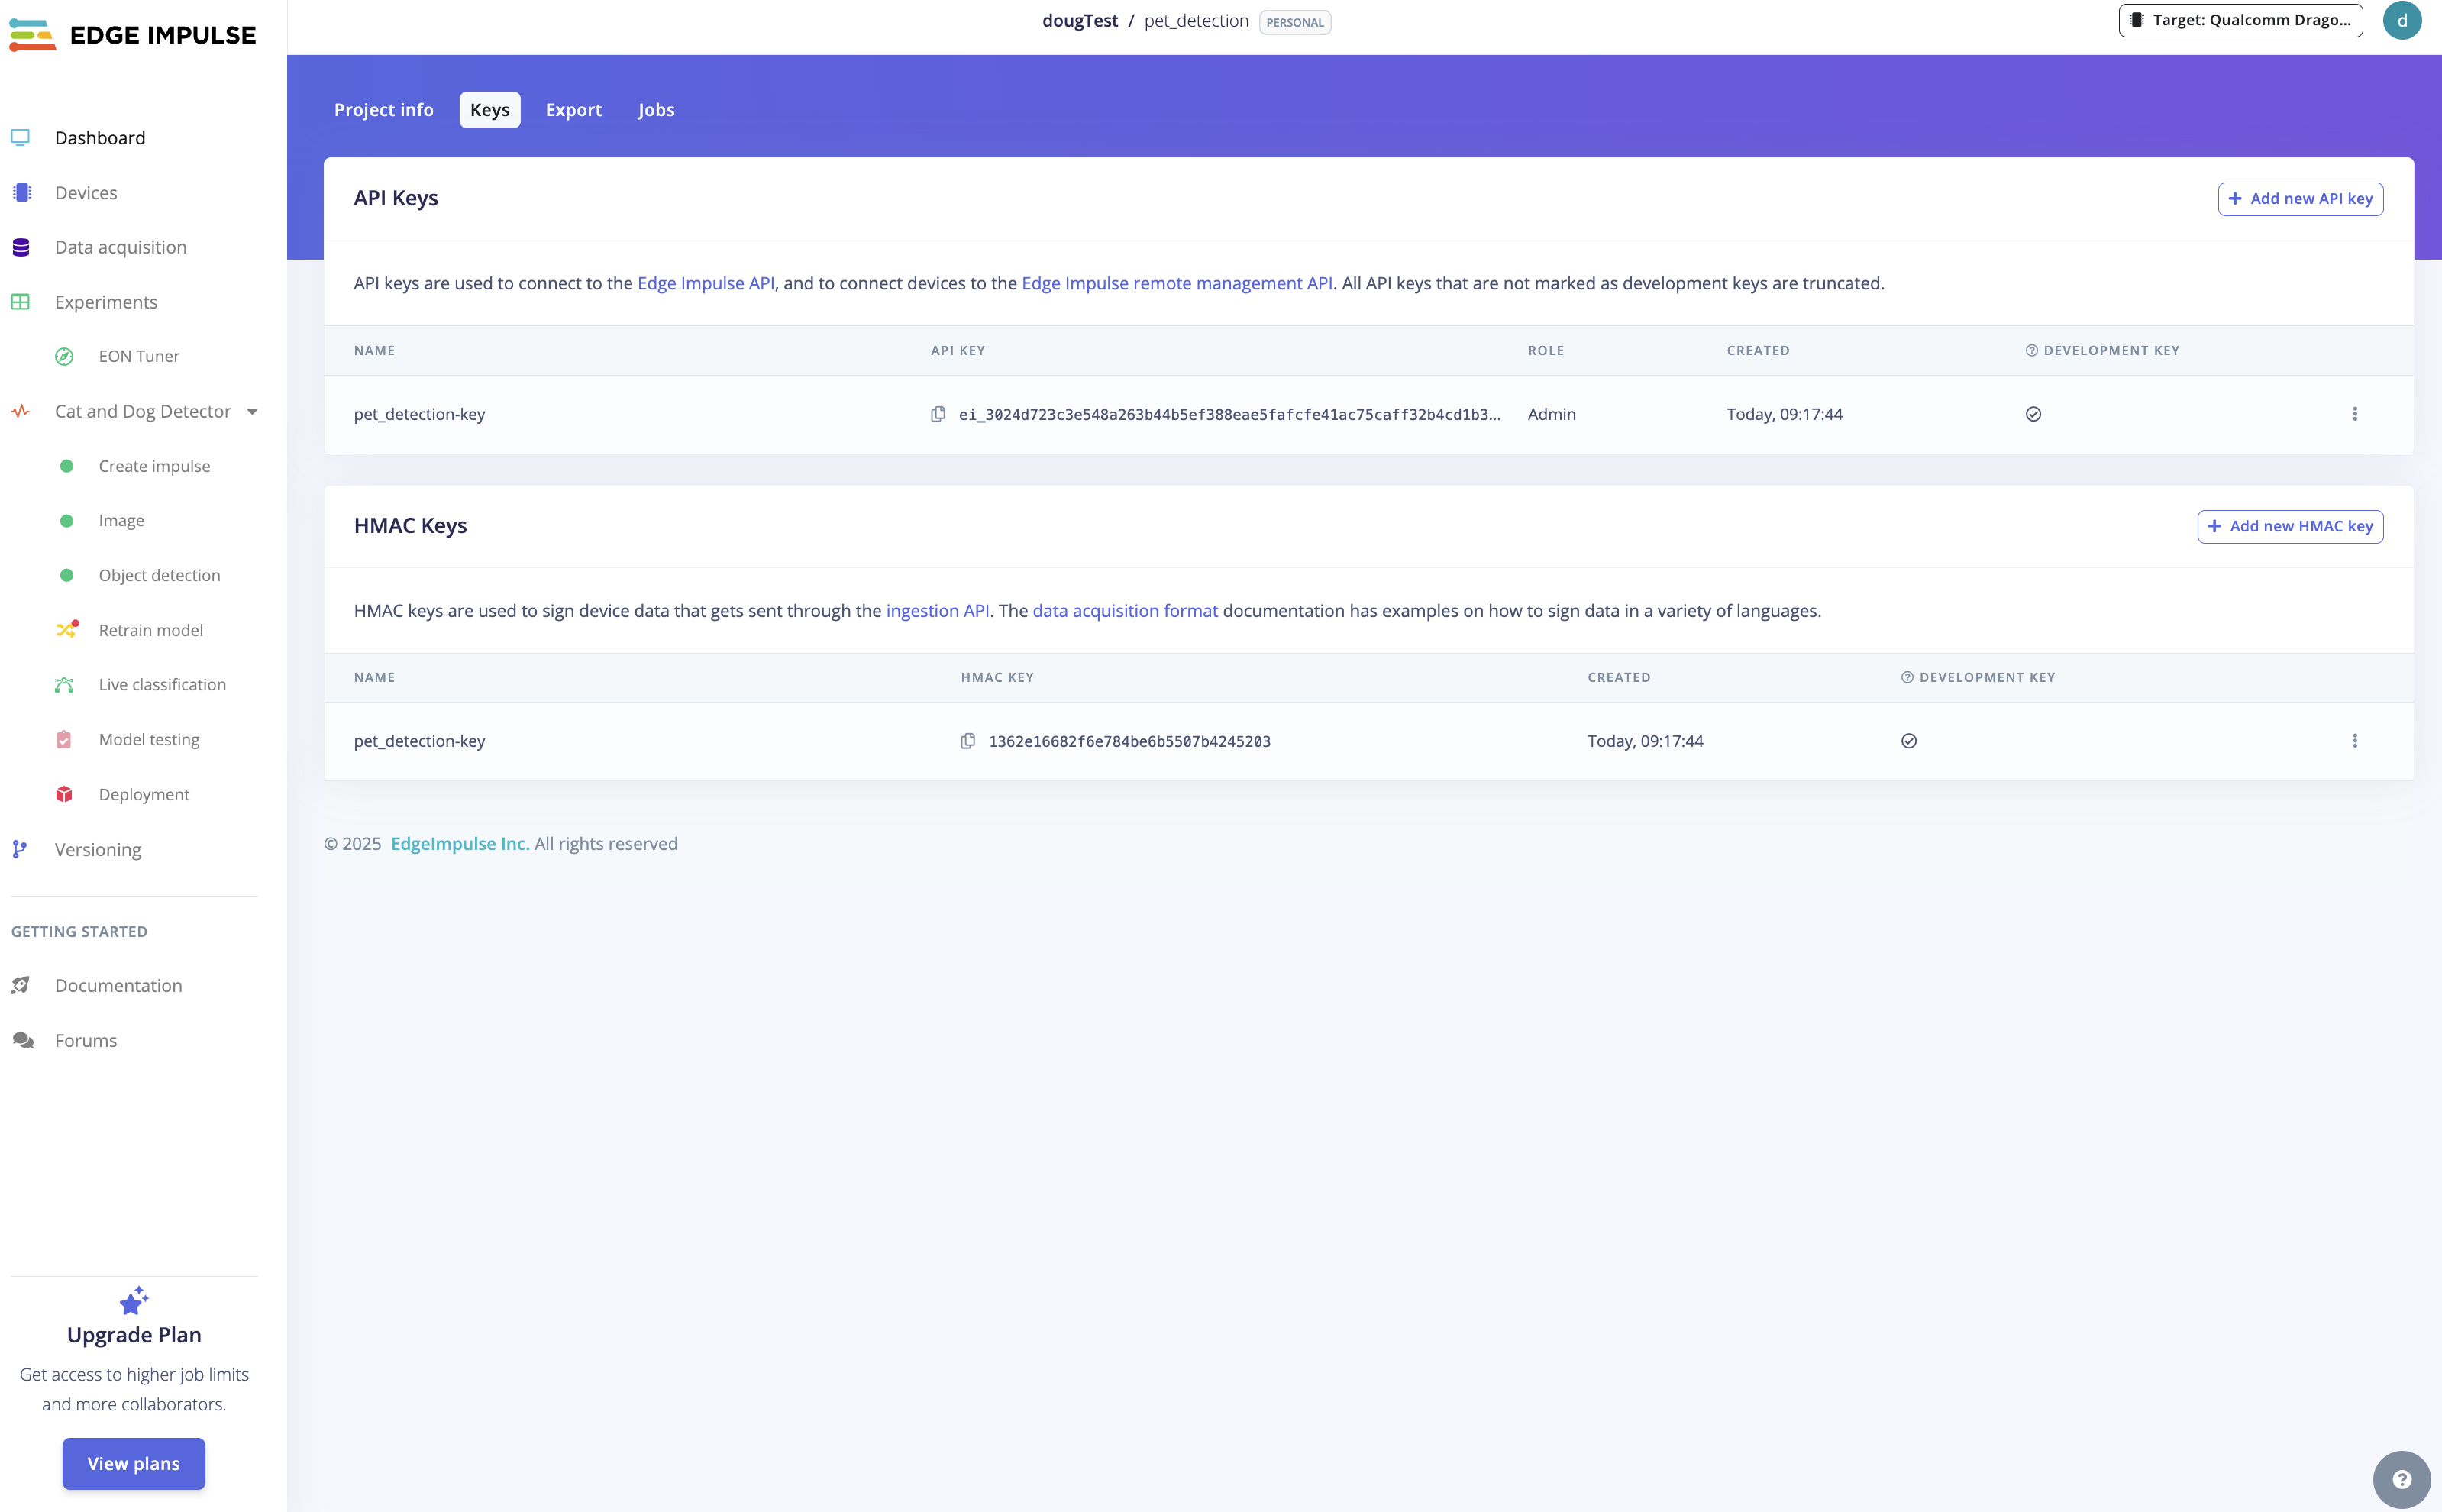 EDGE IMPULSE
dougTest / pet_detection PERSONAL
Target: Qualcomm Drago...
d
Dashboard
Devices
Data acquisition
Experiments
EON Tuner
Cat and Dog Detector
Create impulse
Image
Object detection
Retrain model
Live classification
Model testing
Deployment
Versioning
GETTING STARTED
Documentation
Forums
Upgrade Plan
Get access to higher job limits
and more collaborators.
View plans
Project info Keys Export Jobs
API Keys
+ Add new API key
API keys are used to connect to the Edge Impulse API, and to connect devices to the Edge Impulse remote management API. All API keys that are not marked as development keys are truncated.
NAME API KEY ROLE CREATED ? DEVELOPMENT KEY
pet_detection-key ei_3024d723c3e548a263b44b5ef388eae5fafcfe41ac75caff32b4cd1b3... Admin Today, 09:17:44
HMAC Keys
+ Add new HMAC key
HMAC keys are used to sign device data that gets sent through the ingestion API. The data acquisition format documentation has examples on how to sign data in a variety of languages.
NAME HMAC KEY CREATED ? DEVELOPMENT KEY
pet_detection-key 1362e16682f6e784be6b5507b4245203 Today, 09:17:44
© 2025 EdgeImpulse Inc. All rights reserved
?